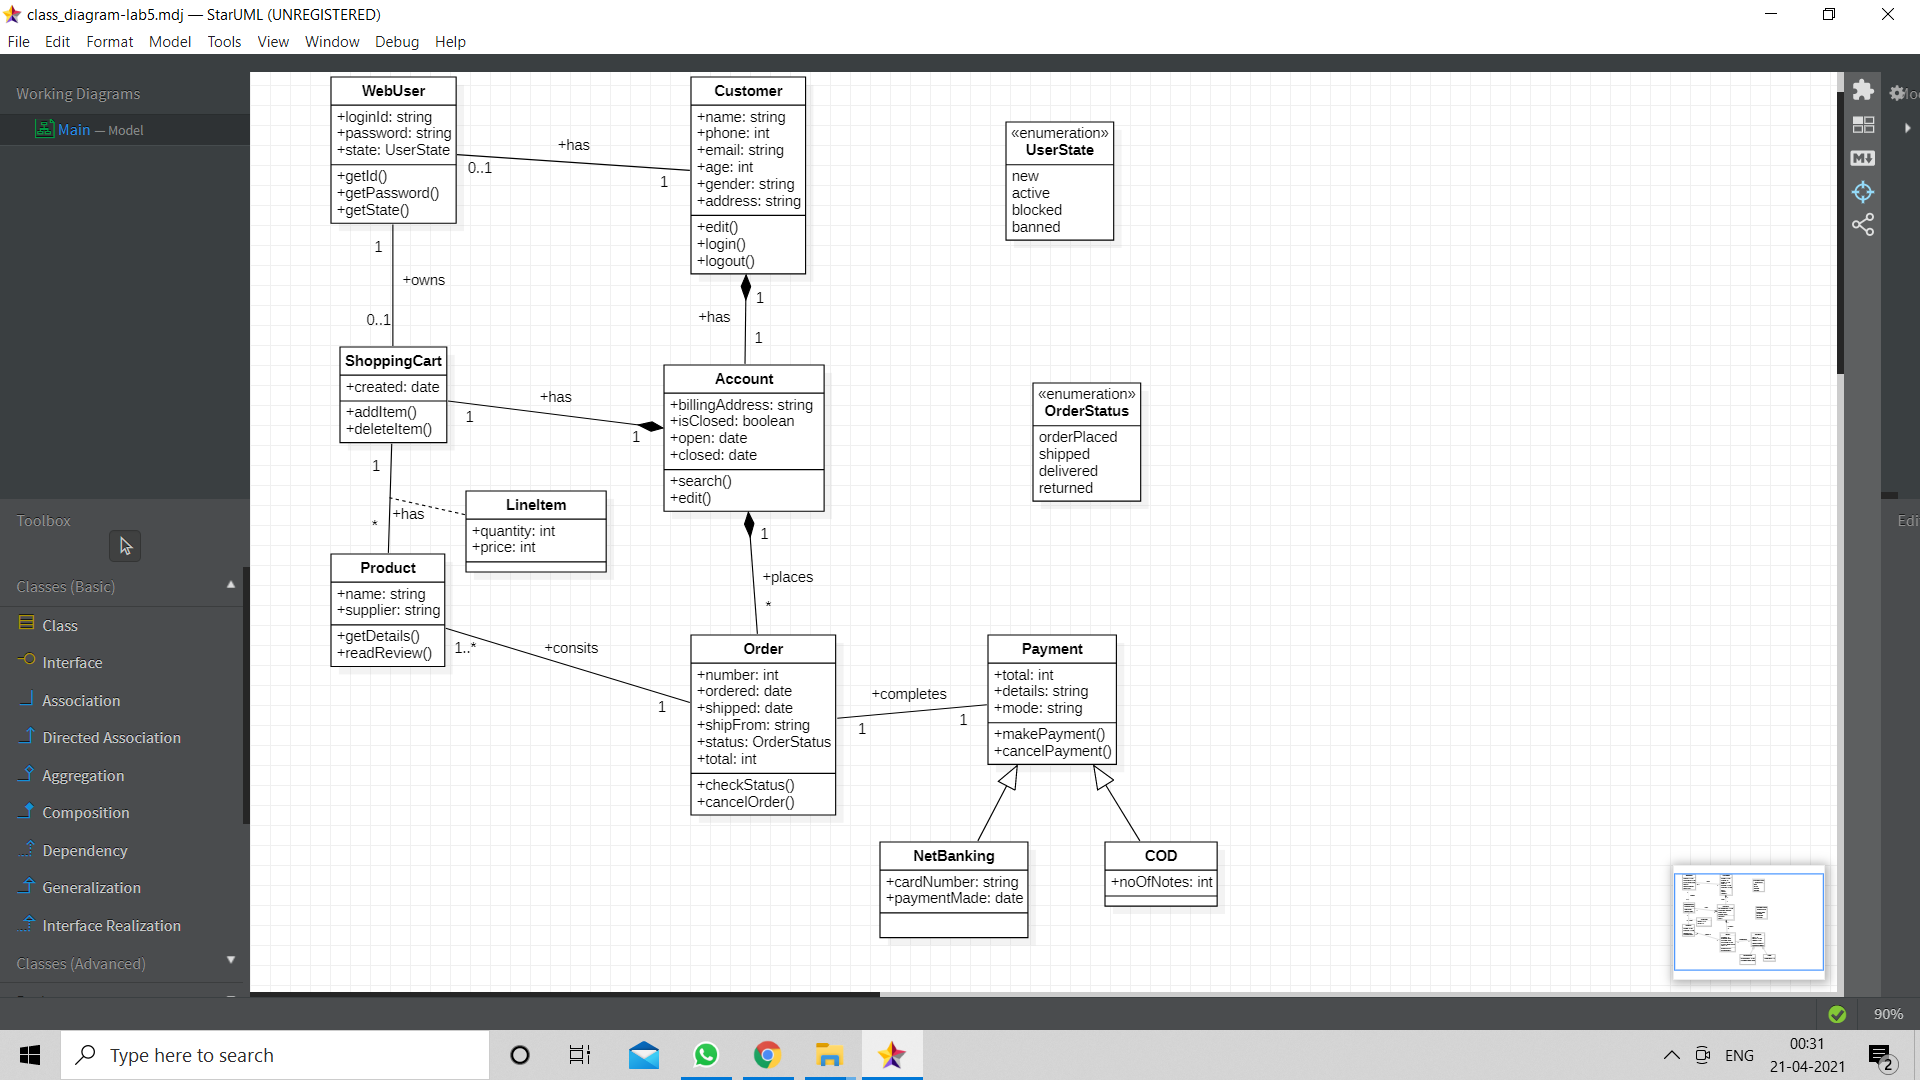 class_diagram-lab5.mdj — StarUML (UNREGISTERED)
File Edit Format Model Tools View Window Debug Help
Working Diagrams
Main — Model
Toolbox
Classes (Basic)
Class
Interface
Association
Directed Association
Aggregation
Composition
Dependency
Generalization
Interface Realization
Classes (Advanced)
WebUser
+loginId: string
+password: string
+state: UserState
+getId()
+getPassword()
+getState()
0..1
+has
1
Customer
+name: string
+phone: int
+email: string
+age: int
+gender: string
+address: string
+edit()
+login()
+logout()
«enumeration»
UserState
new
active
blocked
banned
1
+owns
0..1
1
+has
1
ShoppingCart
+created: date
+addItem()
+deleteItem()
1
+has
1
Account
+billingAddress: string
+isClosed: boolean
+open: date
+closed: date
+search()
+edit()
«enumeration»
OrderStatus
orderPlaced
shipped
delivered
returned
1
+has
*
LineItem
+quantity: int
+price: int
1
+places
*
Product
+name: string
+supplier: string
+getDetails()
+readReview()
1..*
+consits
1
Order
+number: int
+ordered: date
+shipped: date
+shipFrom: string
+status: OrderStatus
+total: int
+checkStatus()
+cancelOrder()
1
+completes
1
Payment
+total: int
+details: string
+mode: string
+makePayment()
+cancelPayment()
NetBanking
+cardNumber: string
+paymentMade: date
COD
+noOfNotes: int
M
Mo
Edi
90%
Type here to search
ENG
00:31
21-04-2021
2